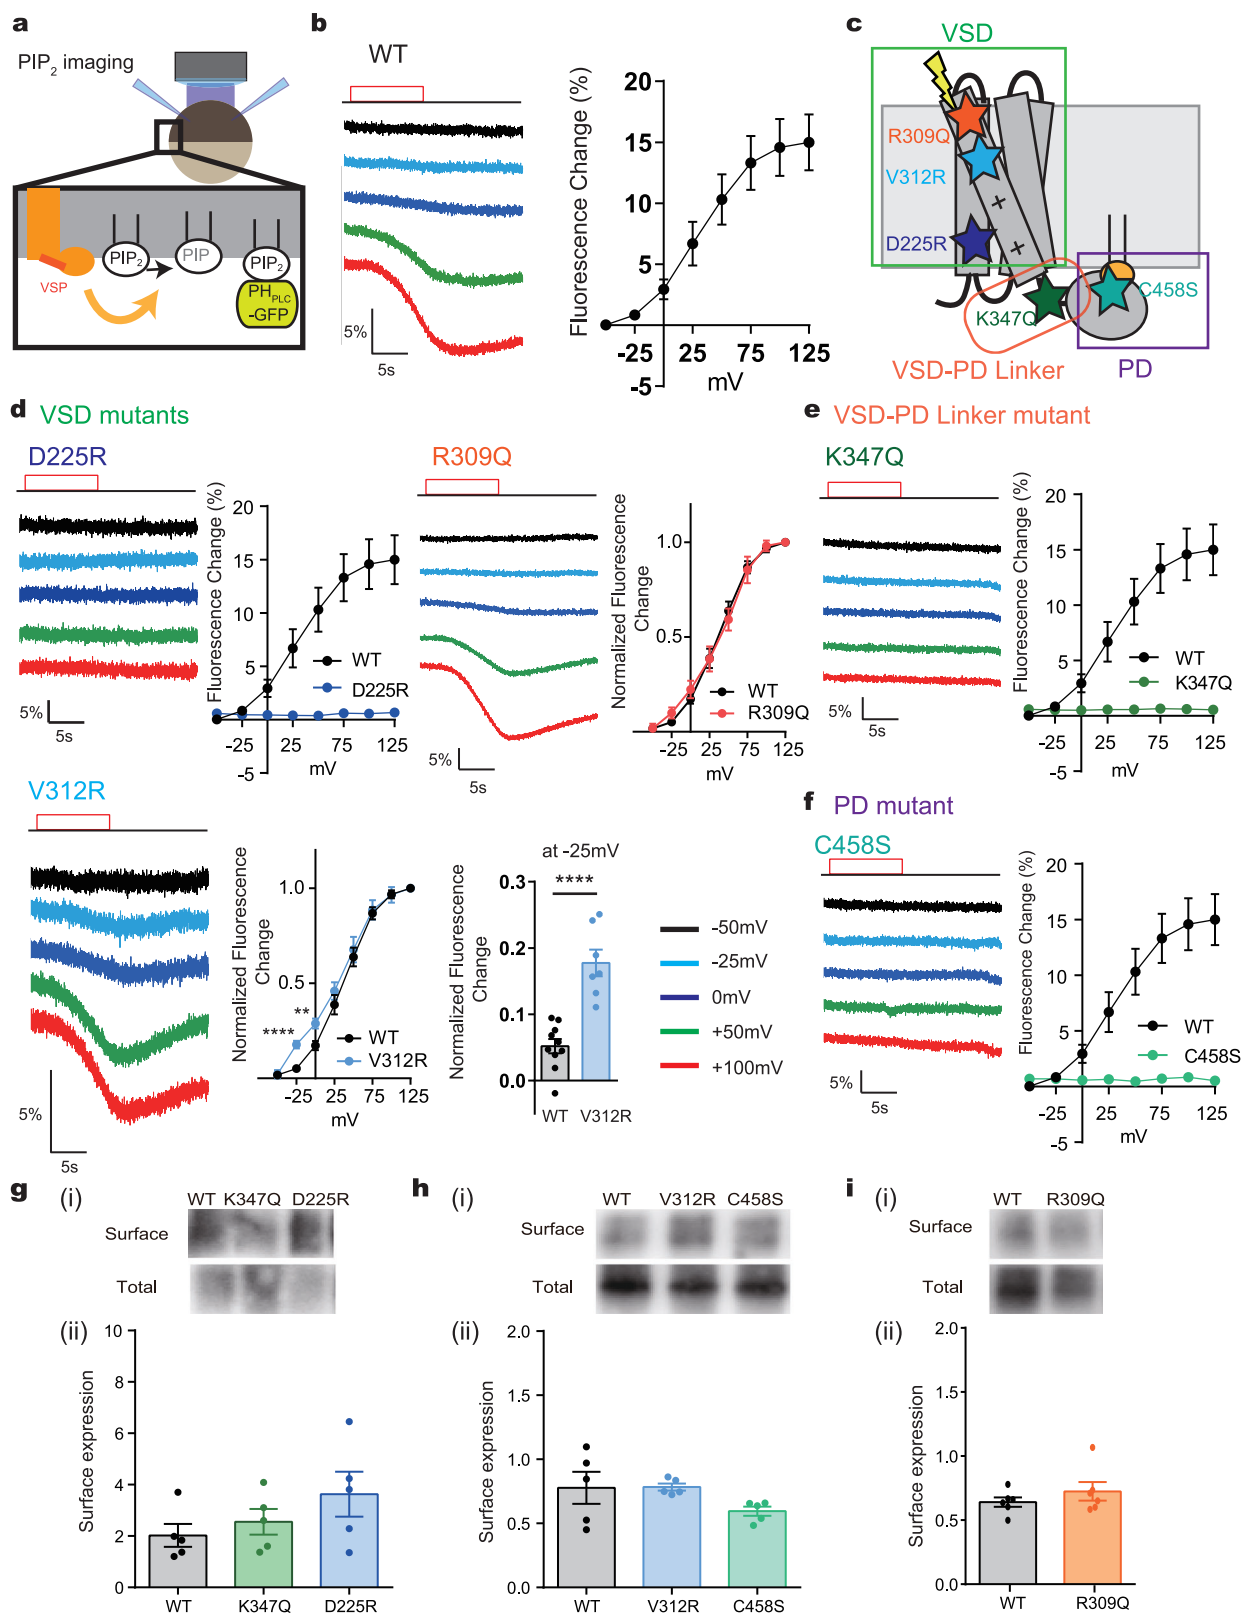 a
PIP2 imaging
VSP
PIP2
PIP
PIP2
PHPLC
-GFP
b
WT
5%
5s
Fluorescence Change (%)
20
15
10
5
-5
-25
25
75
125
mV
c
VSD
R309Q
V312R
D225R
+
+
K347Q
C458S
VSD-PD Linker
PD
d VSD mutants
D225R
5%
5s
Fluorescence Change (%)
20
15
10
5
-5
WT
D225R
-25
25
75
125
mV
R309Q
5%
5s
Normalized Fluorescence
Change
1.0
0.5
WT
R309Q
-25
25
75
125
mV
e VSD-PD Linker mutant
K347Q
5%
5s
Fluorescence Change (%)
20
15
10
5
-5
WT
K347Q
-25
25
75
125
mV
V312R
5%
5s
Normalized Fluorescence
Change
1.0
0.5
****
**
WT
V312R
-25
25
75
125
mV
at -25mV
****
Normalized Fluorescence
Change
0.3
0.2
0.1
0.0
WT
V312R
-50mV
-25mV
0mV
+50mV
+100mV
f PD mutant
C458S
5%
5s
Fluorescence Change (%)
20
15
10
5
-5
WT
C458S
-25
25
75
125
mV
g (i)
WT K347Q D225R
Surface
Total
(ii)
Surface expression
10
8
6
4
2
0
WT
K347Q
D225R
h (i)
WT V312R C458S
Surface
Total
(ii)
Surface expression
2.0
1.5
1.0
0.5
0.0
WT
V312R
C458S
i (i)
WT R309Q
Surface
Total
(ii)
Surface expression
2.0
1.5
1.0
0.5
0.0
WT
R309Q